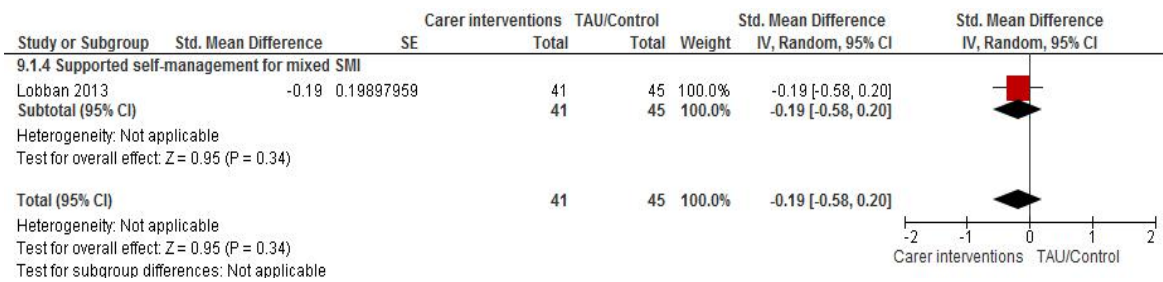 Carer interventions TAU/Control Std. Mean Difference Std. Mean Difference
Study or Subgroup Std. Mean Difference SE Total Total Weight IV, Random, 95% CI IV, Random, 95% CI
9.1.4 Supported self-management for mixed SMI
Lobban 2013 -0.19 0.19897959 41 45 100.0% -0.19 [-0.58, 0.20]
Subtotal (95% CI) 41 45 100.0% -0.19 [-0.58, 0.20]
Heterogeneity: Not applicable
Test for overall effect: Z = 0.95 (P = 0.34)
Total (95% CI) 41 45 100.0% -0.19 [-0.58, 0.20]
Heterogeneity: Not applicable
Test for overall effect: Z = 0.95 (P = 0.34)
Test for subgroup differences: Not applicable
-2 -1 0 1 2
Carer interventions TAU/Control